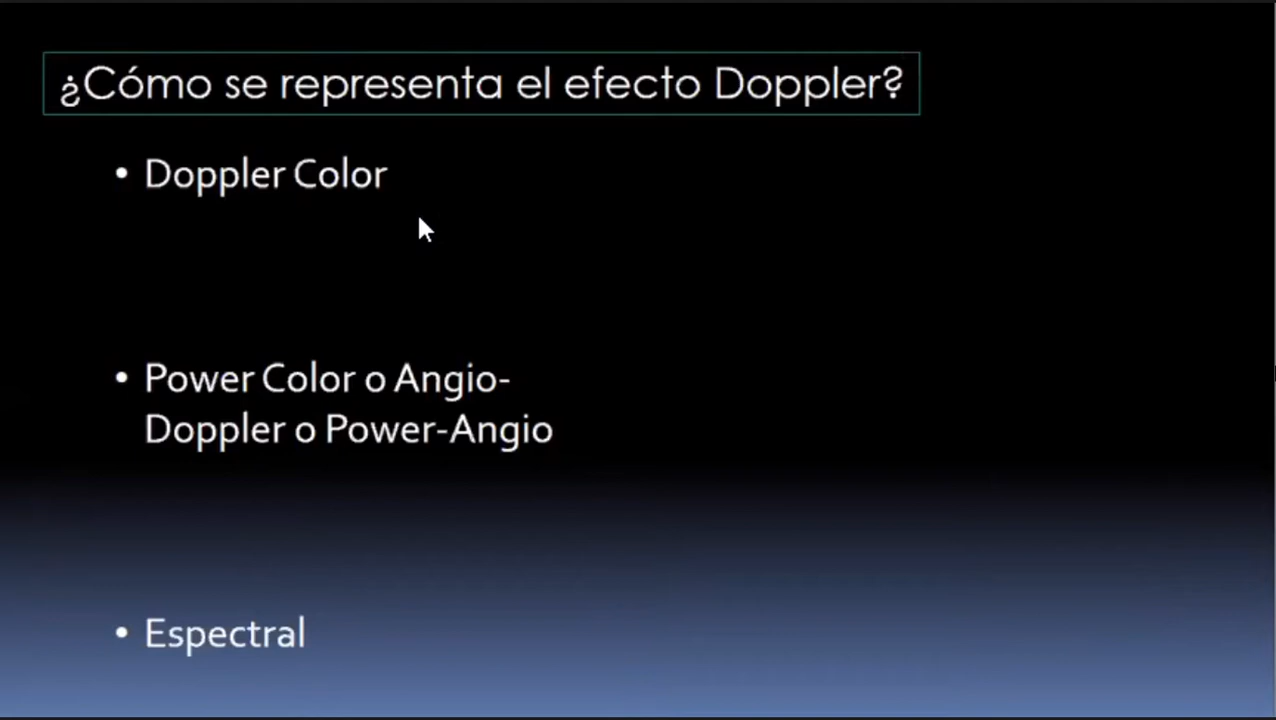 ¿Cómo se representa el efecto Doppler?
• Doppler Color
• Power Color o Angio-
Doppler o Power-Angio
• Espectral